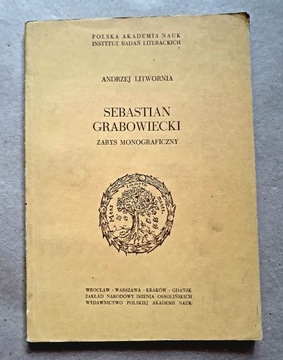 POLSKA AKADEMIA NAUK
INSTYTUT BADAŃ LITERACKICH
ANDRZEJ LITWORNIA
SEBASTIAN
GRABOWIECKI
ZARYS MONOGRAFICZNY
WROCŁAW · WARSZAWA · KRAKÓW · GDAŃSK
ZAKŁAD NARODOWY IMIENIA OSSOLIŃSKICH
WYDAWNICTWO POLSKIEJ AKADEMII NAUK